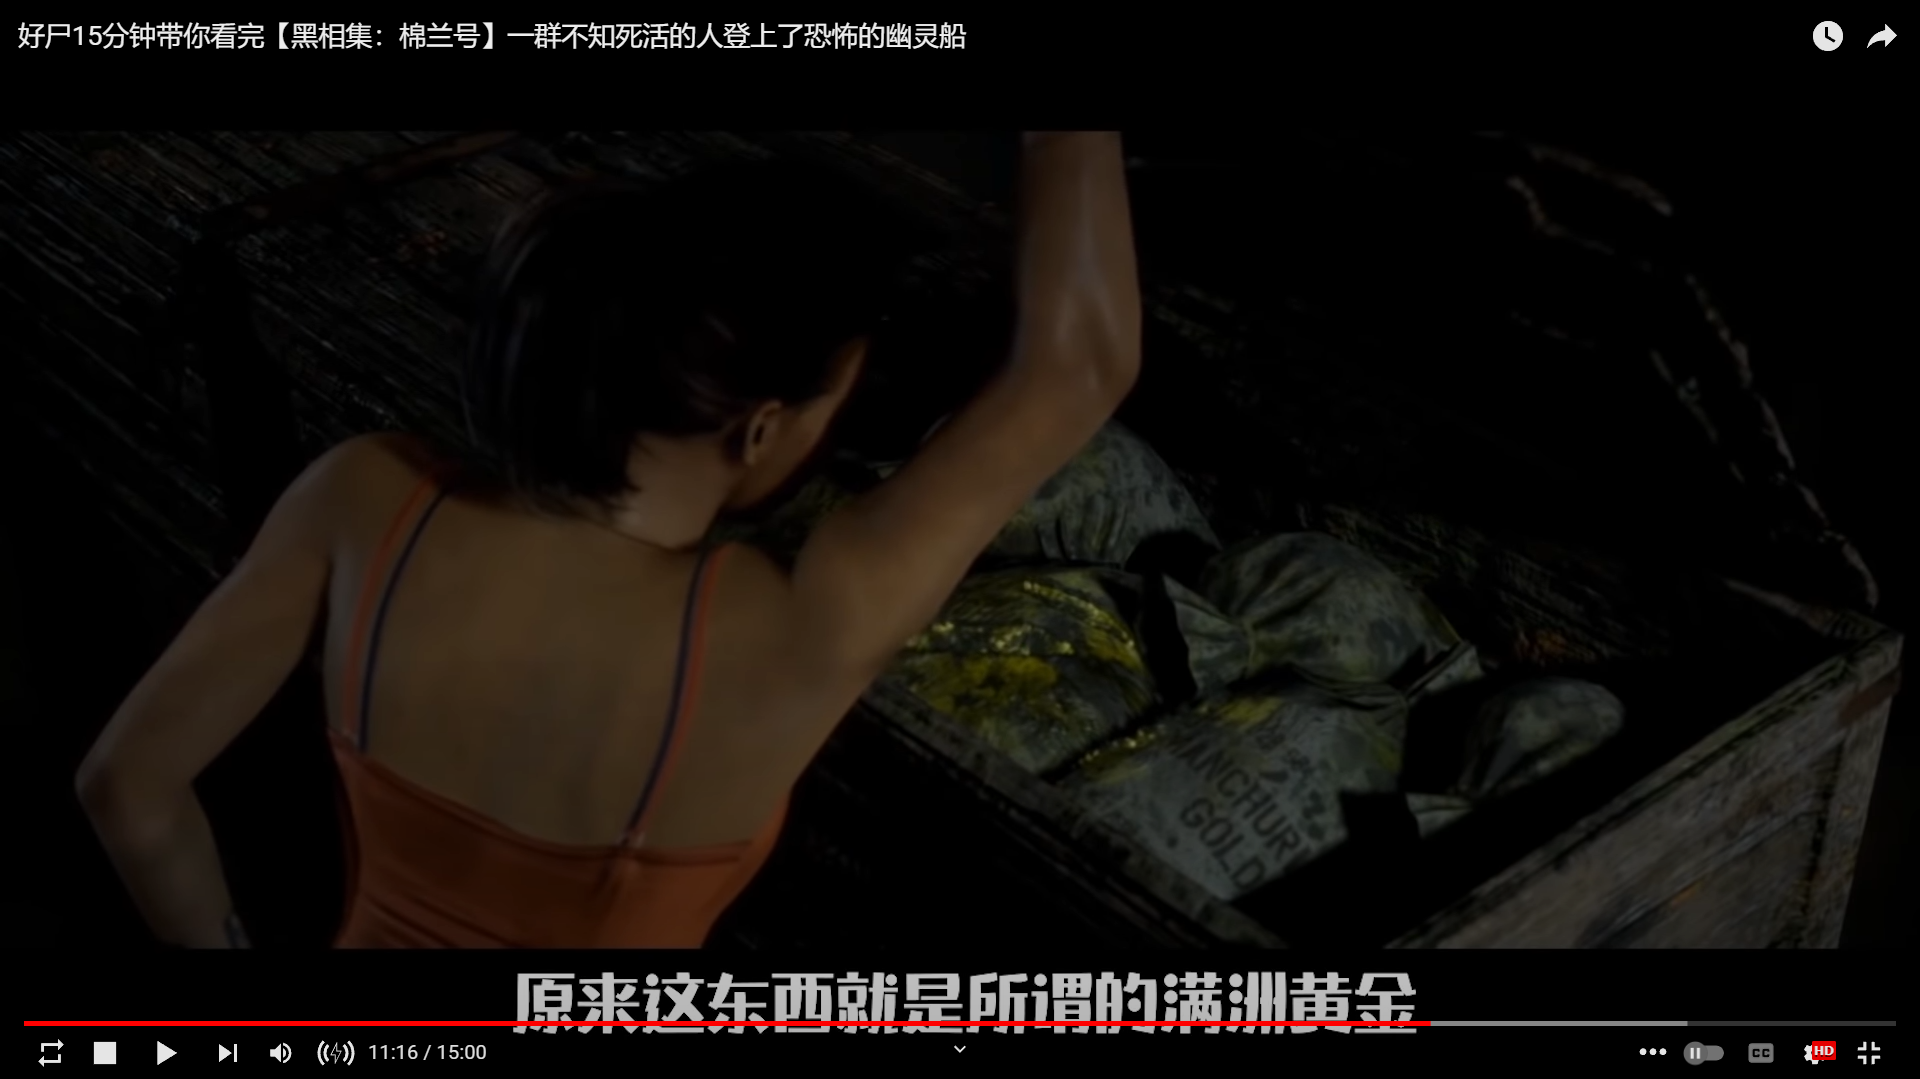 好尸15分钟带你看完【黑相集：棉兰号】一群不知死活的人登上了恐怖的幽灵船
GOLD
原来这东西就是所谓的满洲黄金
11:16 / 15:00
CC
HD